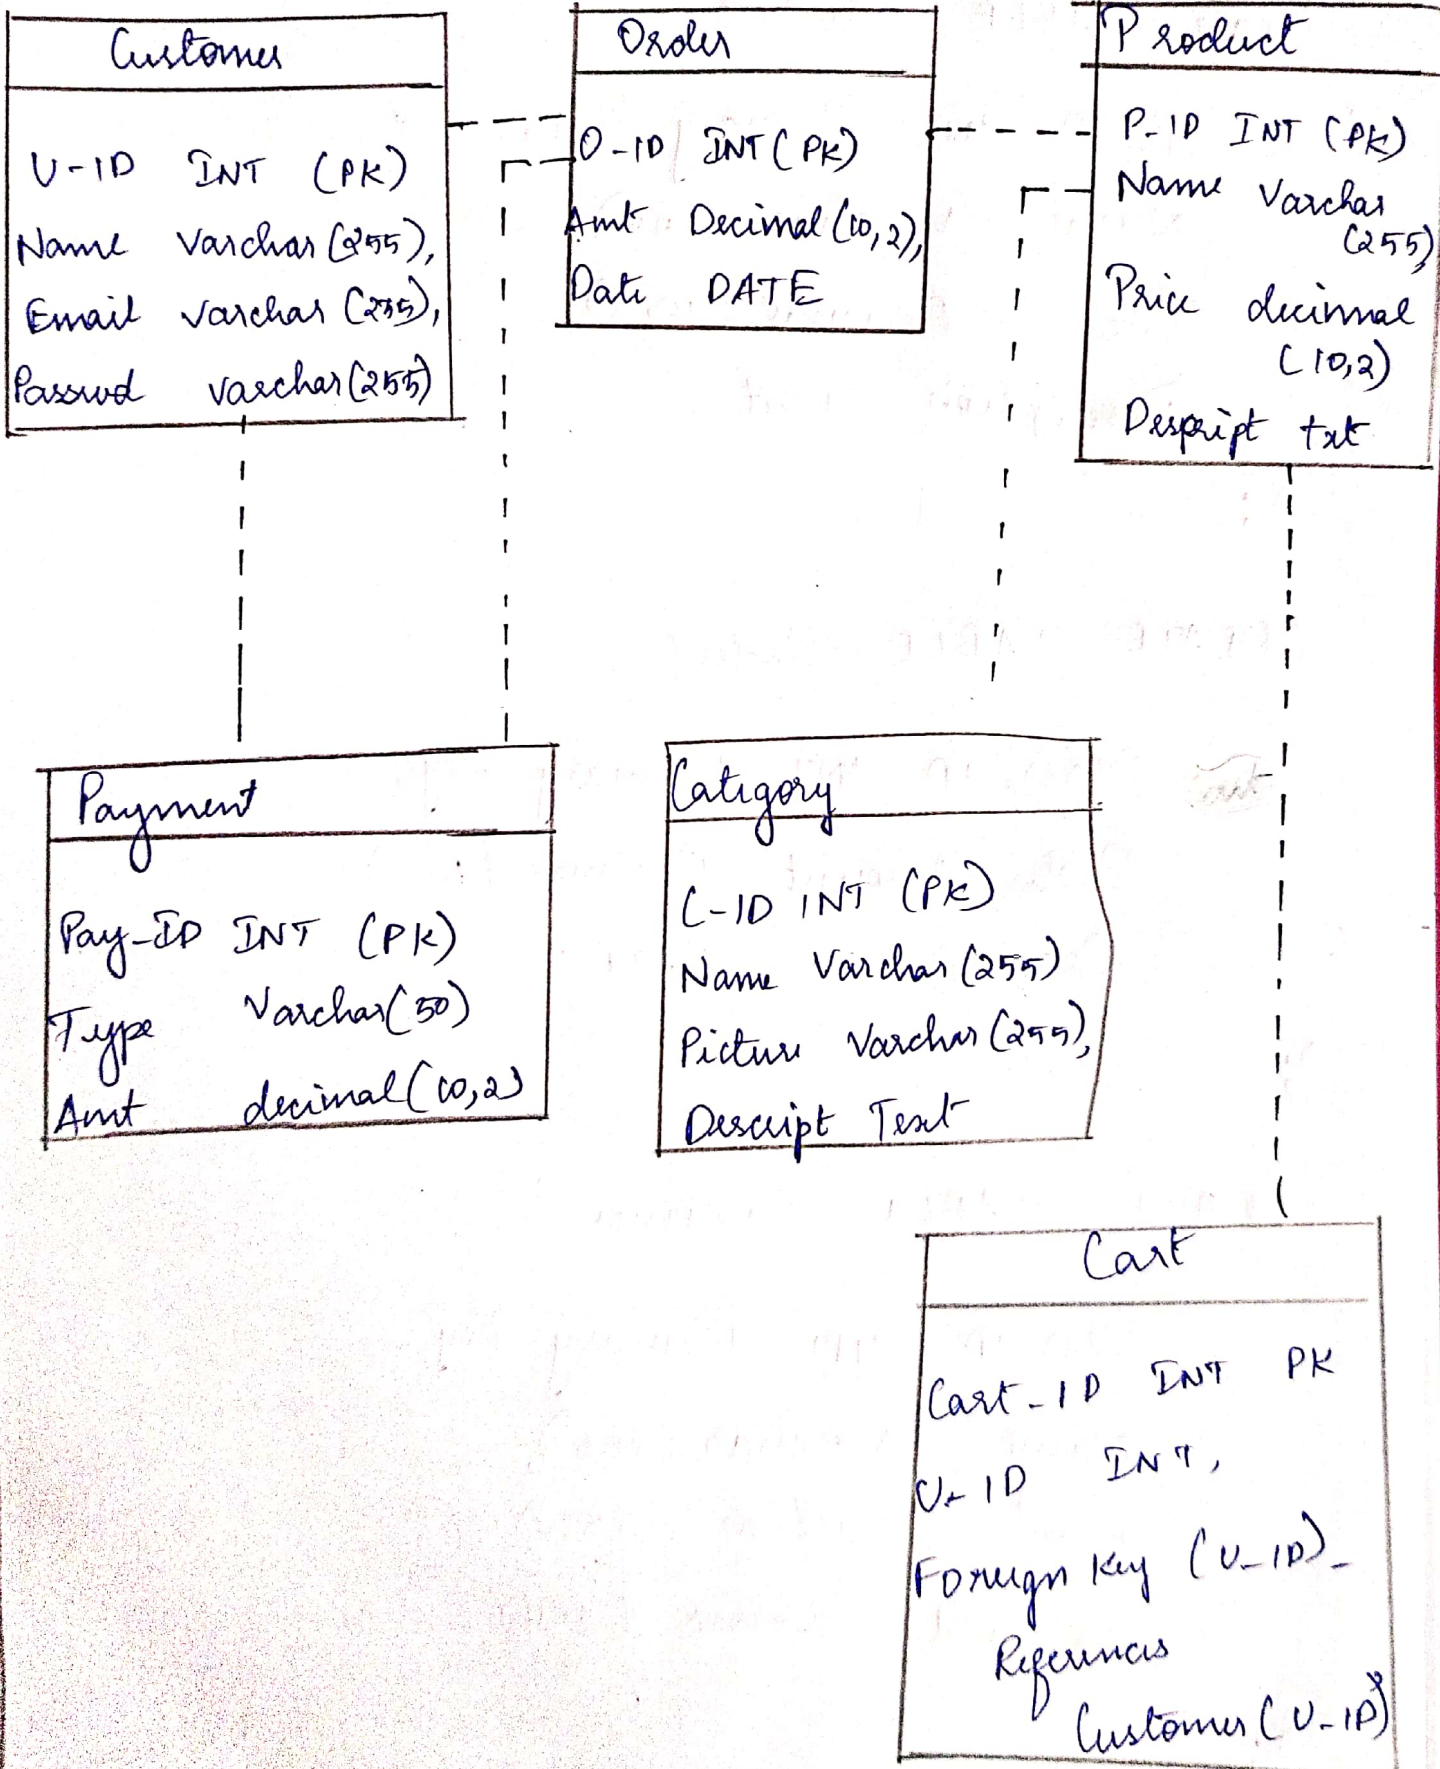 Customer
U-ID INT (PK)
Name Varchar (255),
Email varchar (255),
Passwd varchar (255)
Order
O-ID INT (PK)
Amt Decimal (10,2),
Date DATE
Product
P-ID INT (PK)
Name Varchar
(255),
Price decimal
(10,2)
Despript txt
Payment
Pay-ID INT (PK)
Type Varchar(50)
Amt decimal (10,2)
Category
C-ID INT (PK)
Name Varchar (255)
Picture Varchar (255),
Descript Text
Cart
Cart-ID INT PK
U-ID INT,
Foreign Key (U-ID)-
References
Customer (U-ID)